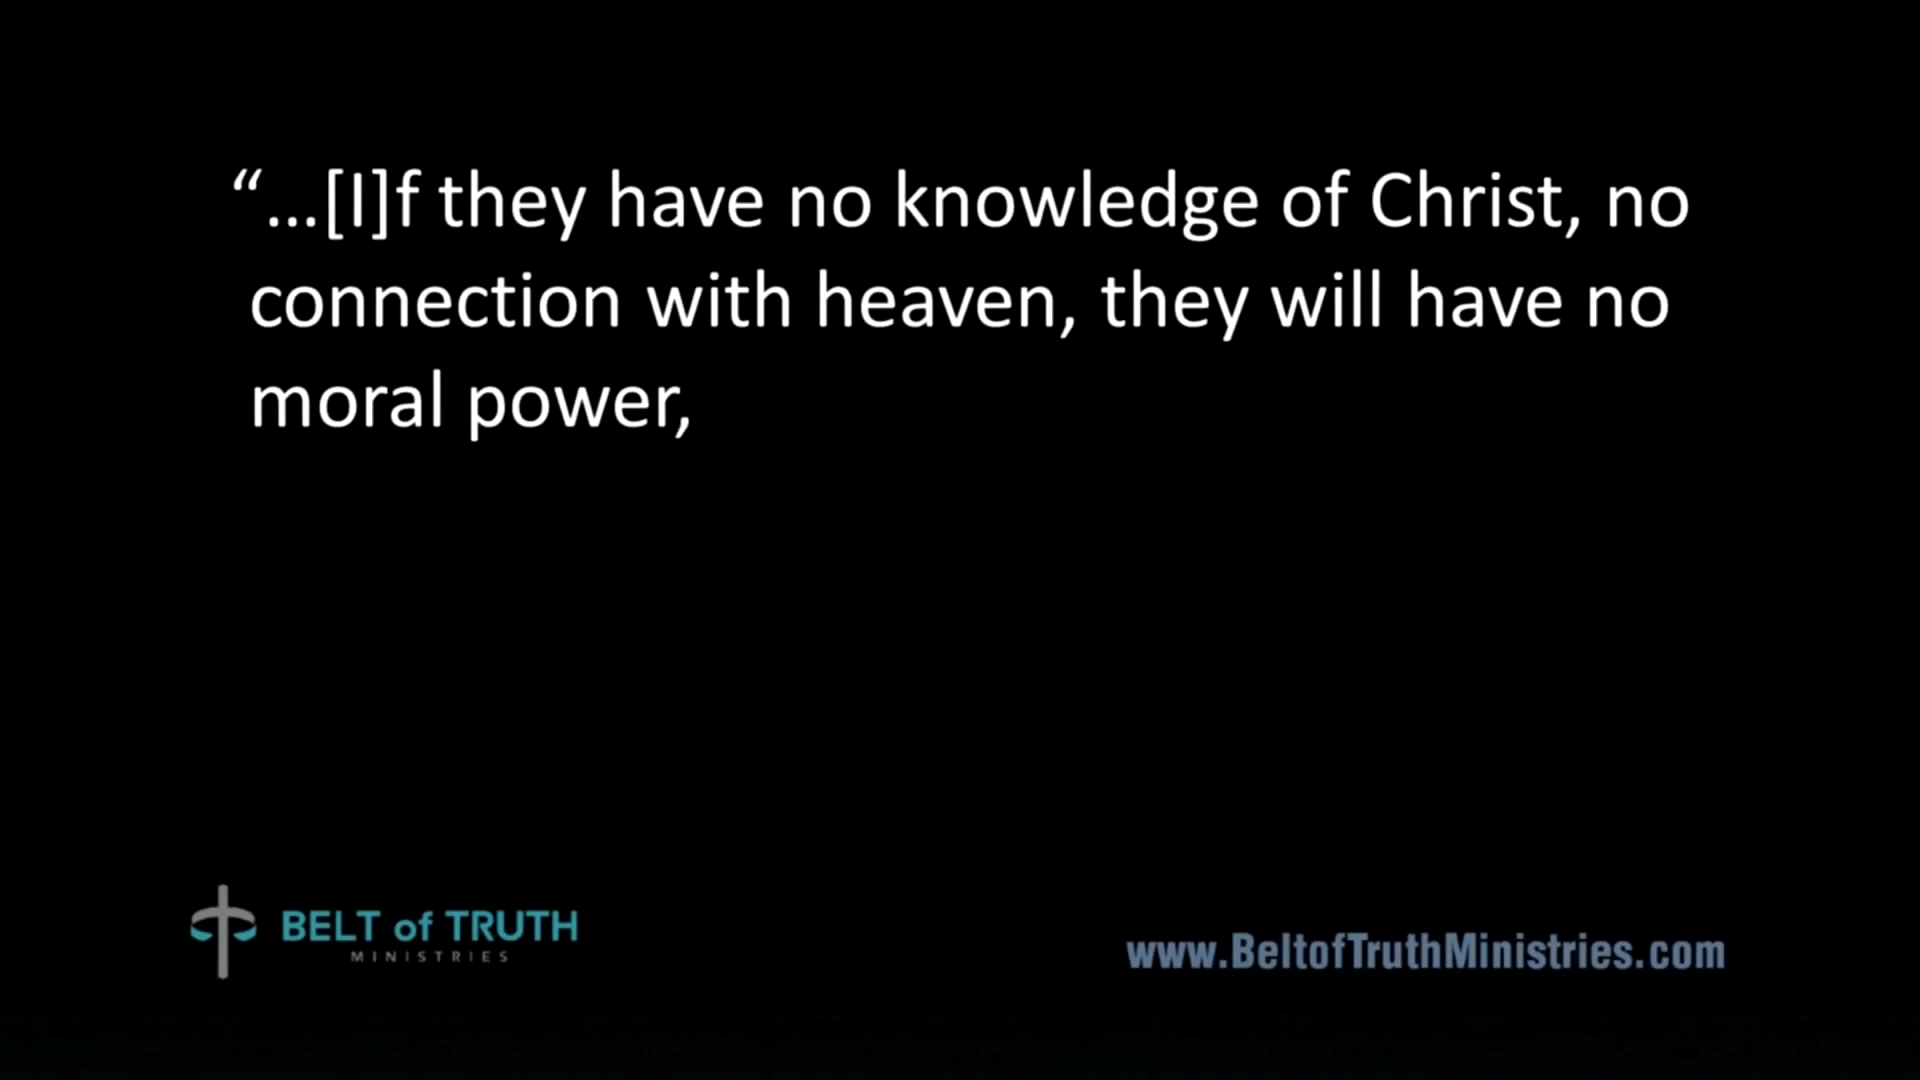 “...[I]f they have no knowledge of Christ, no
connection with heaven, they will have no
moral power,
BELT of TRUTH
MINISTRIES
www.BeltofTruthMinistries.com